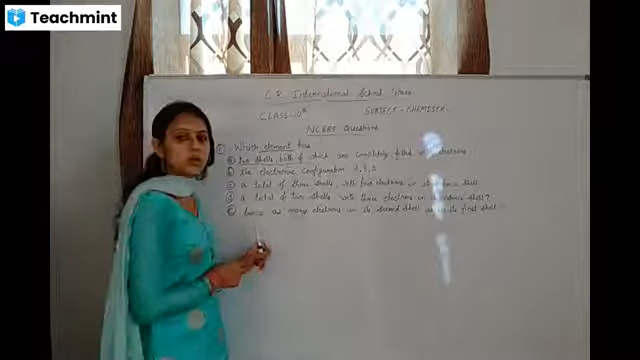 Teachmint
G.D. International School
CLASS-10th
SUBJECT - CHEMISTRY
NCERT Questions
1. Which element has
(a) two shells, both of which are completely filled with electrons
(b) the electronic configuration 2,8,2
(c) a total of three shells, with four electrons in its valence shell
(d) a total of two shells with three electrons in its valence shell?
(e) twice as many electrons in its second shell as in its first shell